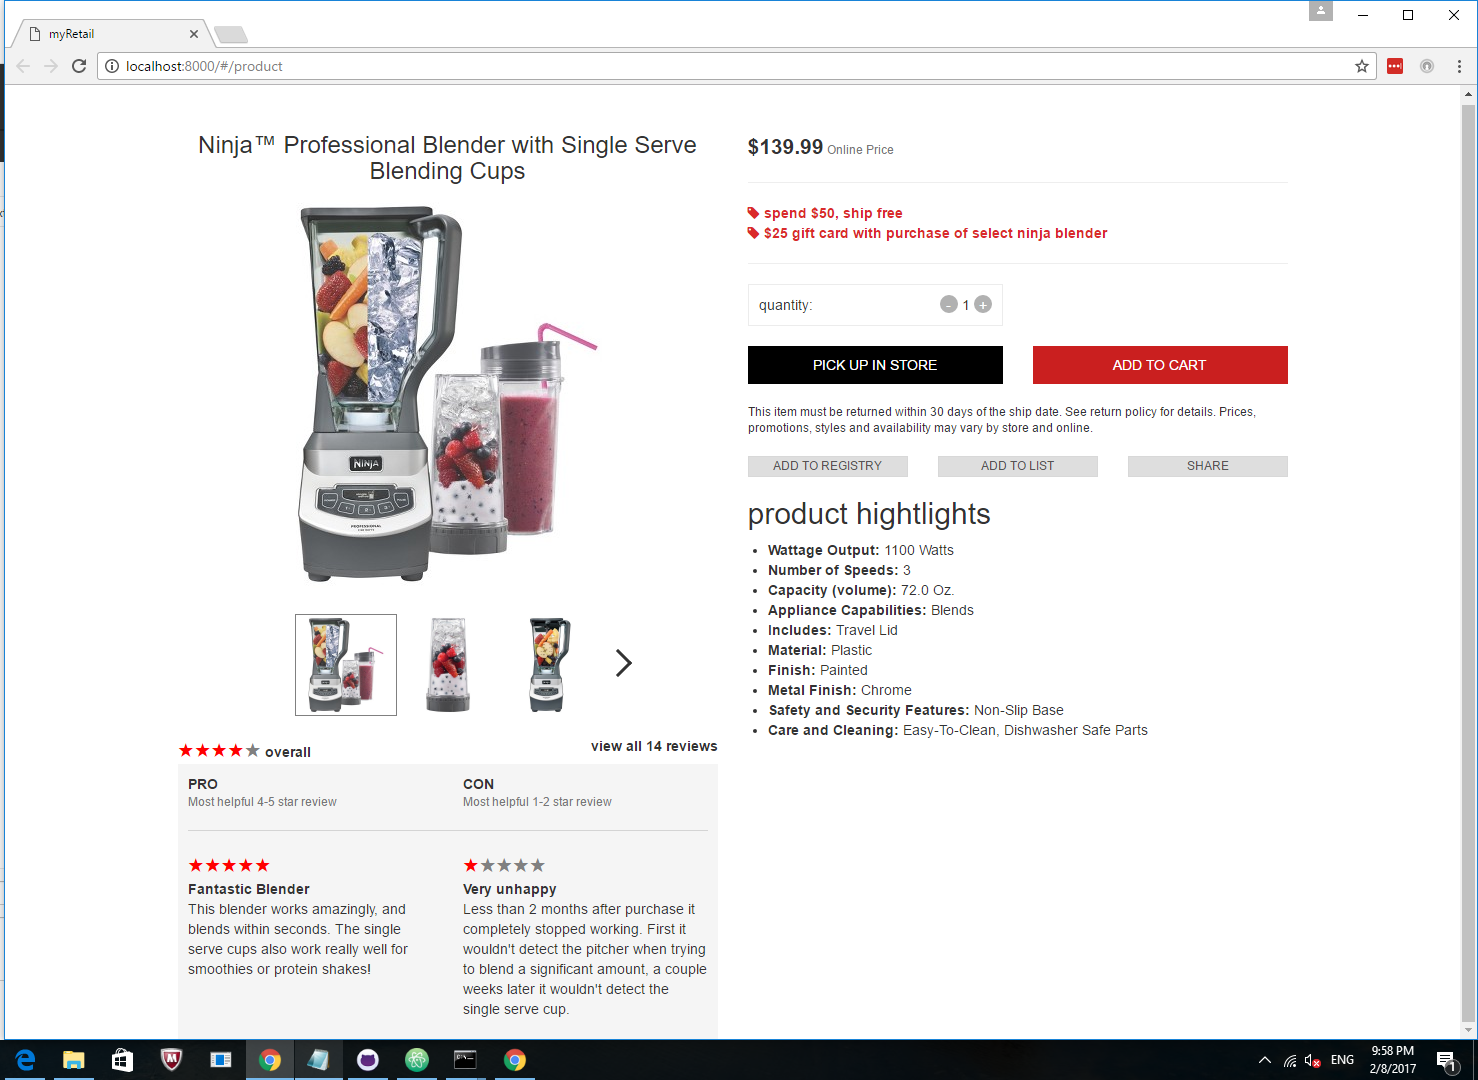 myRetail
localhost:8000/#/product
Ninja™ Professional Blender with Single Serve
Blending Cups
NINJA
PROFESSIONAL
$139.99 Online Price
spend $50, ship free
$25 gift card with purchase of select ninja blender
quantity:
- 1 +
PICK UP IN STORE
ADD TO CART
This item must be returned within 30 days of the ship date. See return policy for details. Prices,
promotions, styles and availability may vary by store and online.
ADD TO REGISTRY
ADD TO LIST
SHARE
product hightlights
• Wattage Output: 1100 Watts
• Number of Speeds: 3
• Capacity (volume): 72.0 Oz.
• Appliance Capabilities: Blends
• Includes: Travel Lid
• Material: Plastic
• Finish: Painted
• Metal Finish: Chrome
• Safety and Security Features: Non-Slip Base
• Care and Cleaning: Easy-To-Clean, Dishwasher Safe Parts
overall
view all 14 reviews
PRO
Most helpful 4-5 star review
CON
Most helpful 1-2 star review
Fantastic Blender
This blender works amazingly, and
blends within seconds. The single
serve cups also work really well for
smoothies or protein shakes!
Very unhappy
Less than 2 months after purchase it
completely stopped working. First it
wouldn't detect the pitcher when trying
to blend a significant amount, a couple
weeks later it wouldn't detect the
single serve cup.
ENG
9:58 PM
2/8/2017
1